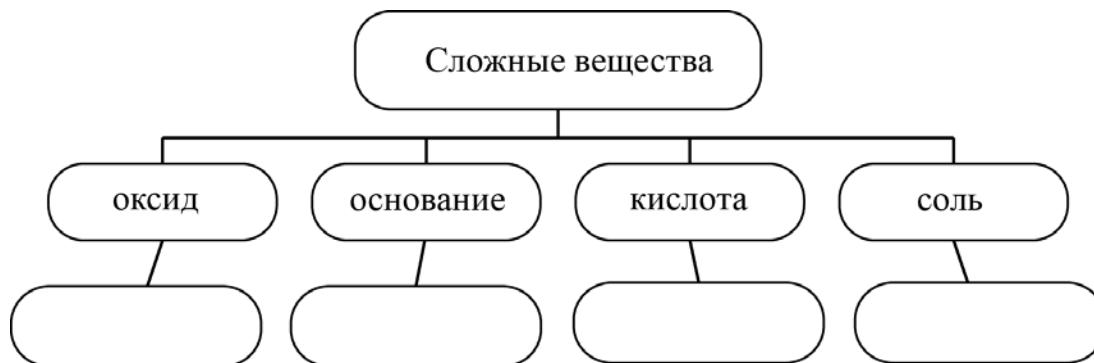 Сложные вещества
оксид
основание
кислота
соль